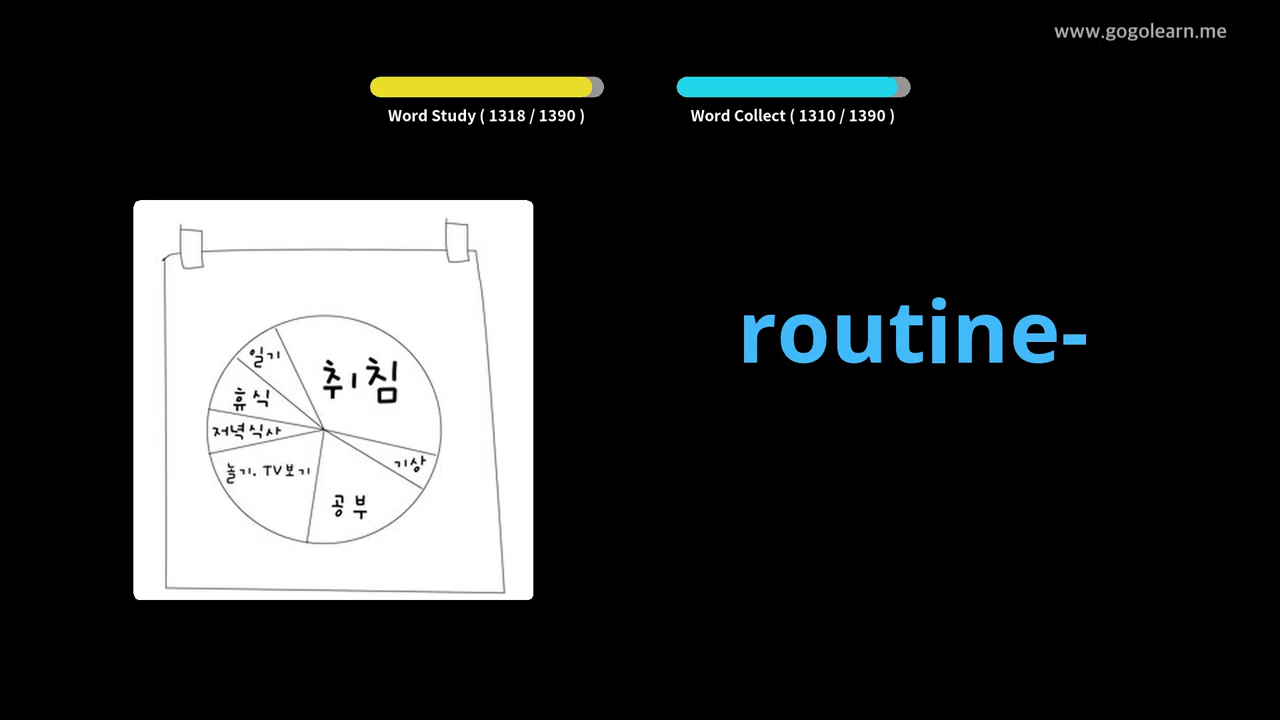 www.gogolearn.me
Word Study ( 1318 / 1390 )
Word Collect ( 1310 / 1390 )
일기
취침
휴식
저녁식사
놀기. TV보기
기상
공부
routine-